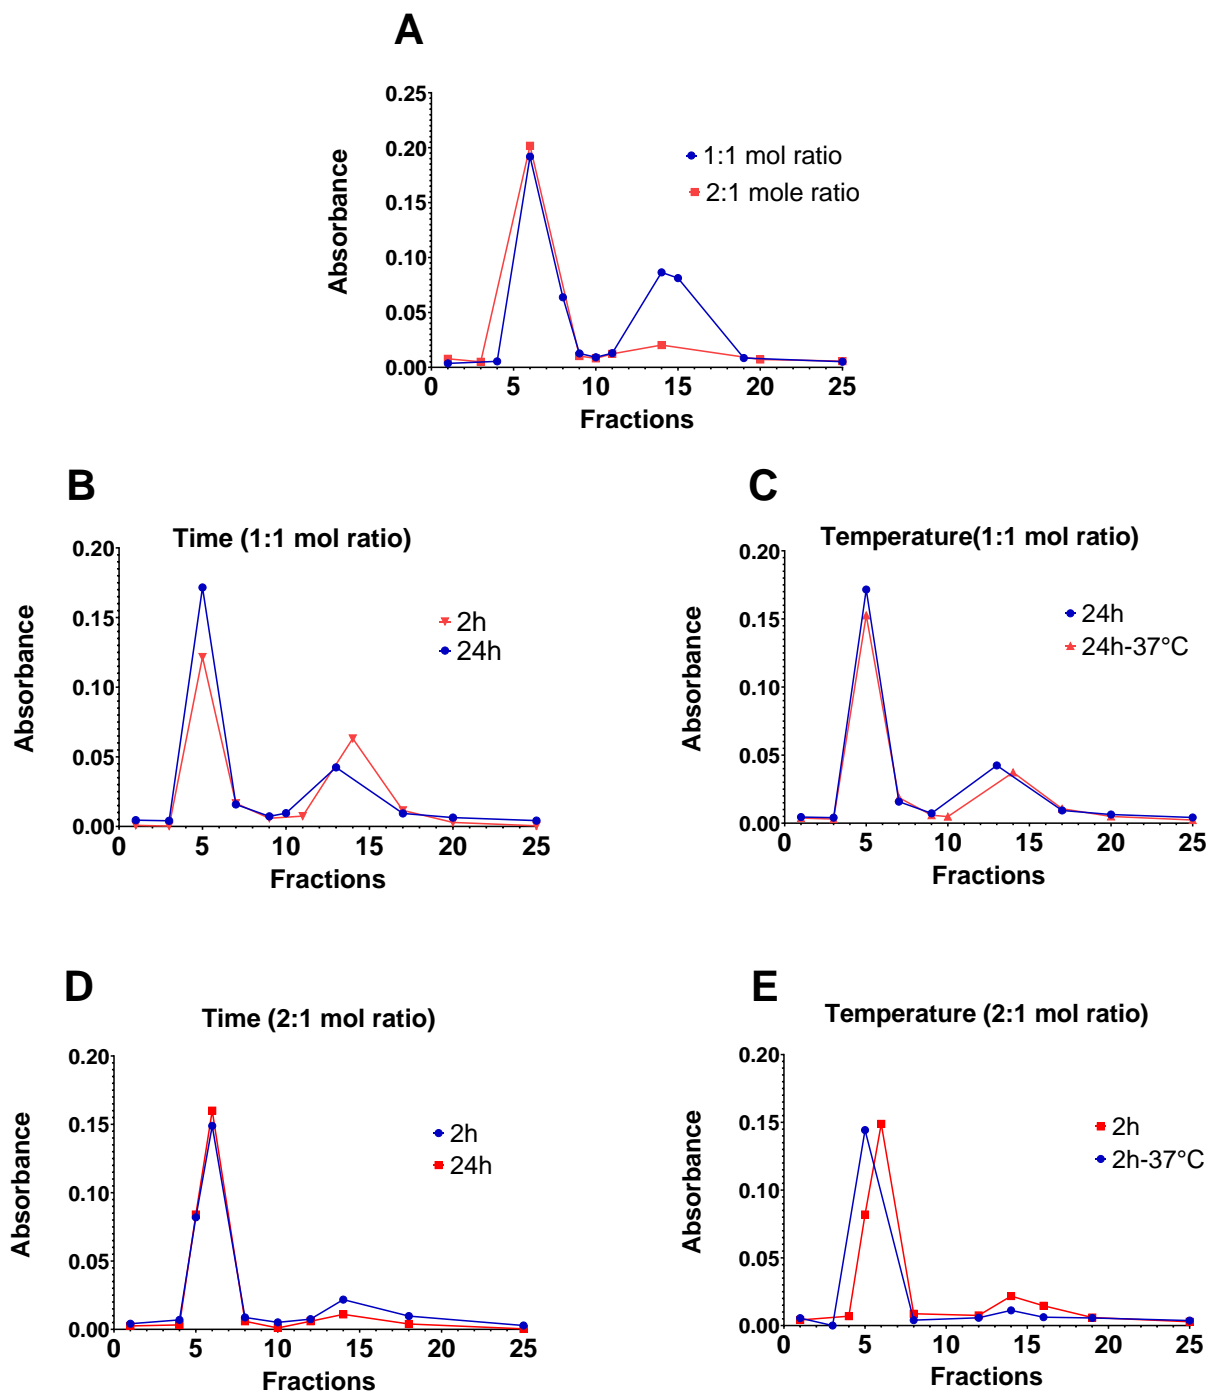 A
0.25
0.20
0.15
0.10
0.05
0.00
0 5 10 15 20 25
Absorbance
Fractions
1:1 mol ratio
2:1 mole ratio
B
Time (1:1 mol ratio)
0.20
0.15
0.10
0.05
0.00
0 5 10 15 20 25
Absorbance
Fractions
2h
24h
C
Temperature(1:1 mol ratio)
0.20
0.15
0.10
0.05
0.00
0 5 10 15 20 25
Absorbance
Fractions
24h
24h-37°C
D
Time (2:1 mol ratio)
0.20
0.15
0.10
0.05
0.00
0 5 10 15 20 25
Absorbance
Fractions
2h
24h
E
Temperature (2:1 mol ratio)
0.20
0.15
0.10
0.05
0.00
0 5 10 15 20 25
Absorbance
Fractions
2h
2h-37°C